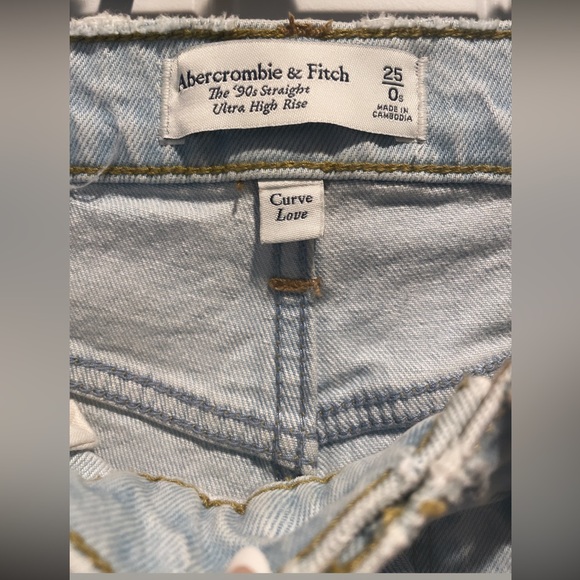 Abercrombie & Fitch
The '90s Straight
Ultra High Rise
25
0s
MADE IN
CAMBODIA
Curve
Love